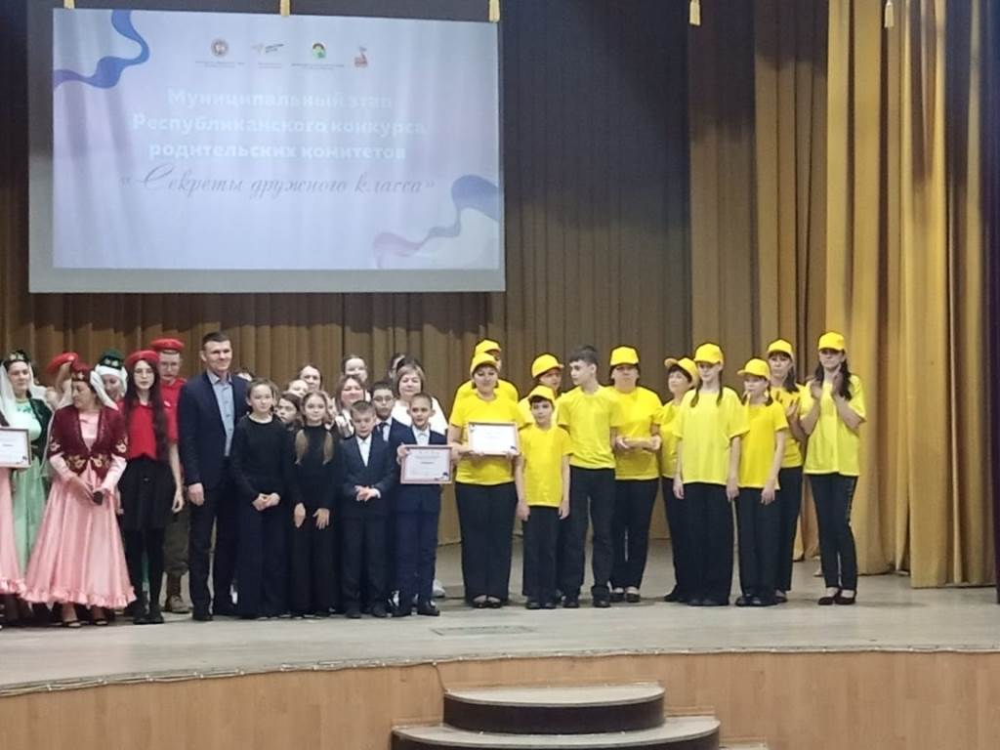 Муниципальный этап
Республиканского конкурса
родительских комитетов
«Секреты дружного класса»